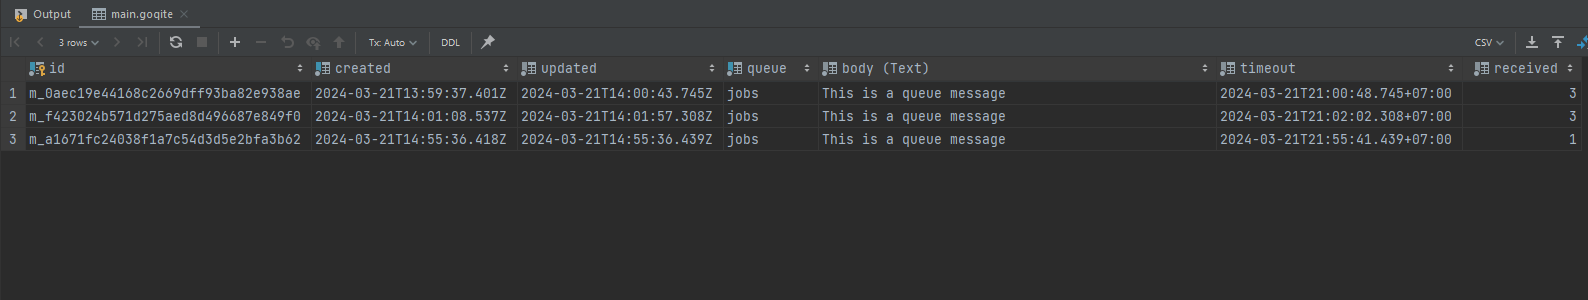 Output main.goqite
3 rows Tx: Auto DDL CSV
id created updated queue body (Text) timeout received
1 m_0aec19e44168c2669dff93ba82e938ae 2024-03-21T13:59:37.401Z 2024-03-21T14:00:43.745Z jobs This is a queue message 2024-03-21T21:00:48.745+07:00 3
2 m_f423024b571d275aed8d496687e849f0 2024-03-21T14:01:08.537Z 2024-03-21T14:01:57.308Z jobs This is a queue message 2024-03-21T21:02:02.308+07:00 3
3 m_a1671fc24038f1a7c54d3d5e2bfa3b62 2024-03-21T14:55:36.418Z 2024-03-21T14:55:36.439Z jobs This is a queue message 2024-03-21T21:55:41.439+07:00 1